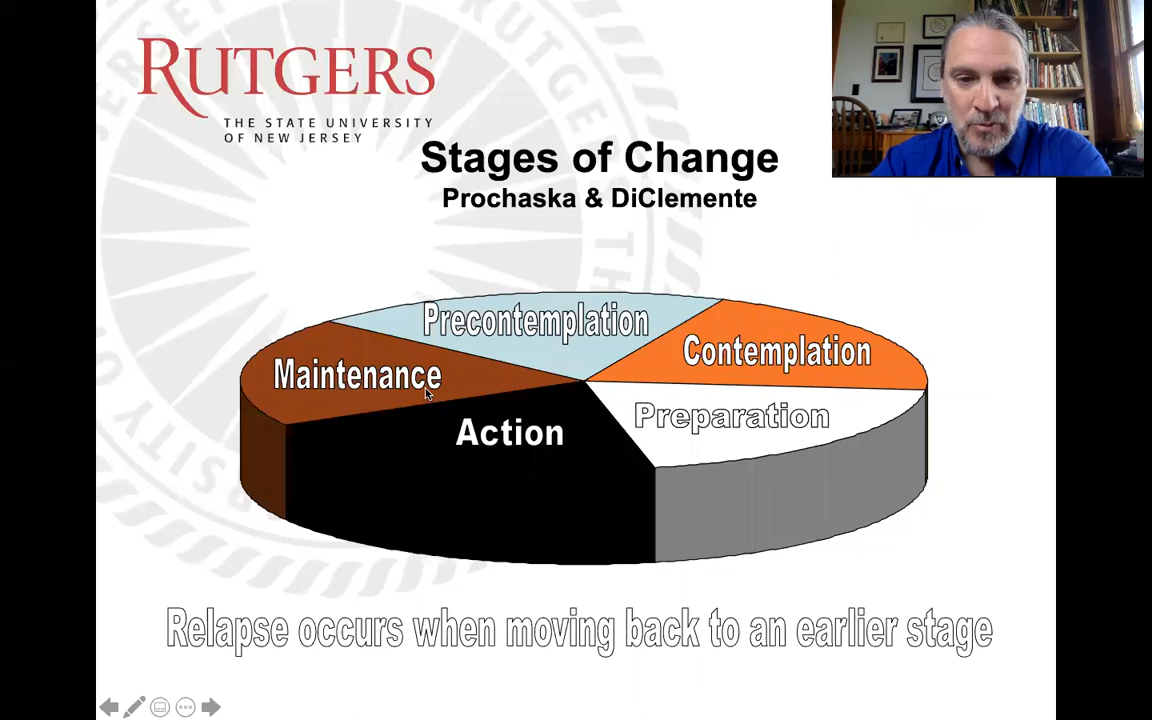 RUTGERS
THE STATE UNIVERSITY
OF NEW JERSEY
Stages of Change
Prochaska & DiClemente
Precontemplation
Contemplation
Maintenance
Preparation
Action
Relapse occurs when moving back to an earlier stage